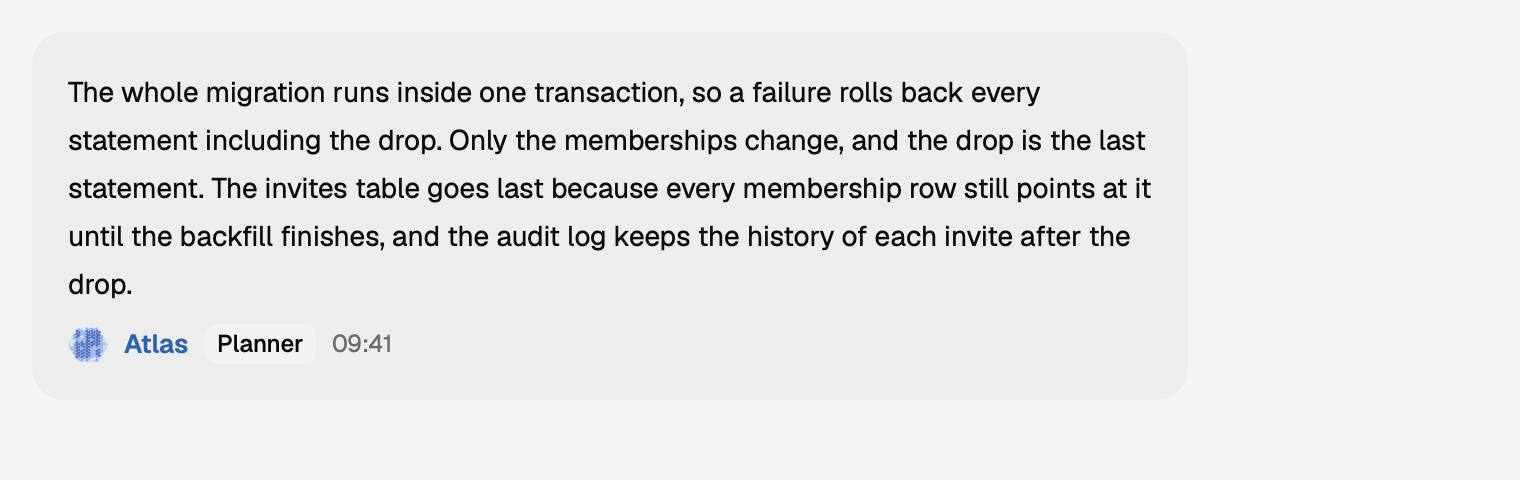 The whole migration runs inside one transaction, so a failure rolls back every
statement including the drop. Only the memberships change, and the drop is the last
statement. The invites table goes last because every membership row still points at it
until the backfill finishes, and the audit log keeps the history of each invite after the
drop.
Atlas Planner 09:41